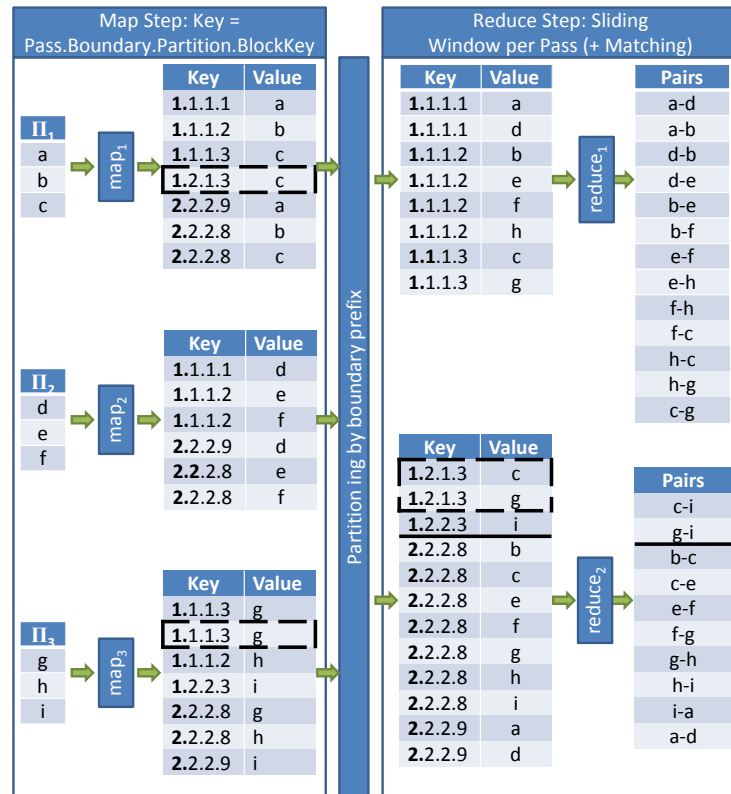 Map Step: Key =
Pass.Boundary.Partition.BlockKey
Π1
a
b
c
map1
Key Value
1.1.1.1 a
1.1.1.2 b
1.1.1.3 c
1.2.1.3 c
2.2.2.9 a
2.2.2.8 b
2.2.2.8 c
Π2
d
e
f
map2
Key Value
1.1.1.1 d
1.1.1.2 e
1.1.1.2 f
2.2.2.9 d
2.2.2.8 e
2.2.2.8 f
Π3
g
h
i
map3
Key Value
1.1.1.3 g
1.1.1.3 g
1.1.1.2 h
1.2.2.3 i
2.2.2.8 g
2.2.2.8 h
2.2.2.9 i
Partition ing by boundary prefix
Reduce Step: Sliding
Window per Pass (+ Matching)
Key Value
1.1.1.1 a
1.1.1.1 d
1.1.1.2 b
1.1.1.2 e
1.1.1.2 f
1.1.1.2 h
1.1.1.3 c
1.1.1.3 g
reduce1
Pairs
a-d
a-b
d-b
d-e
b-e
b-f
e-f
e-h
f-h
f-c
h-c
h-g
c-g
Key Value
1.2.1.3 c
1.2.1.3 g
1.2.2.3 i
2.2.2.8 b
2.2.2.8 c
2.2.2.8 e
2.2.2.8 f
2.2.2.8 g
2.2.2.8 h
2.2.2.8 i
2.2.2.9 a
2.2.2.9 d
reduce2
Pairs
c-i
g-i
b-c
c-e
e-f
f-g
g-h
h-i
i-a
a-d